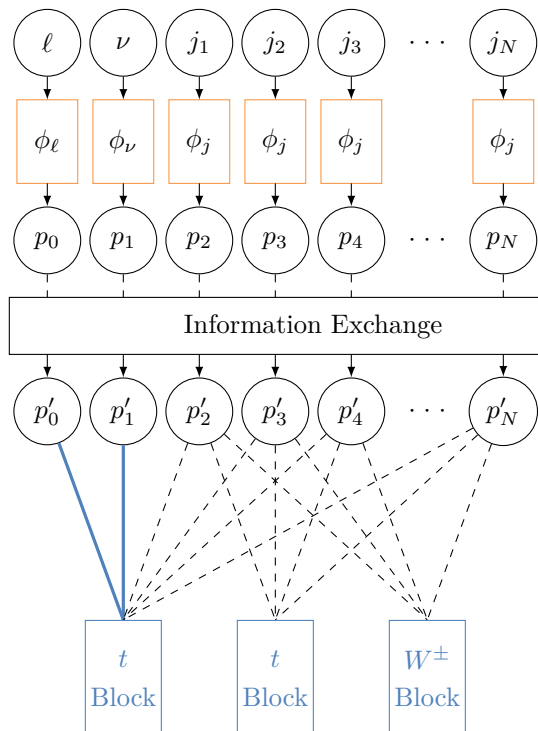 ℓ ν j₁ j₂ j₃ ··· j_N
ϕ_ℓ ϕ_ν ϕ_j ϕ_j ϕ_j ϕ_j
p₀ p₁ p₂ p₃ p₄ ··· p_N
Information Exchange
p′₀ p′₁ p′₂ p′₃ p′₄ ··· p′_N
t t W^±
Block Block Block